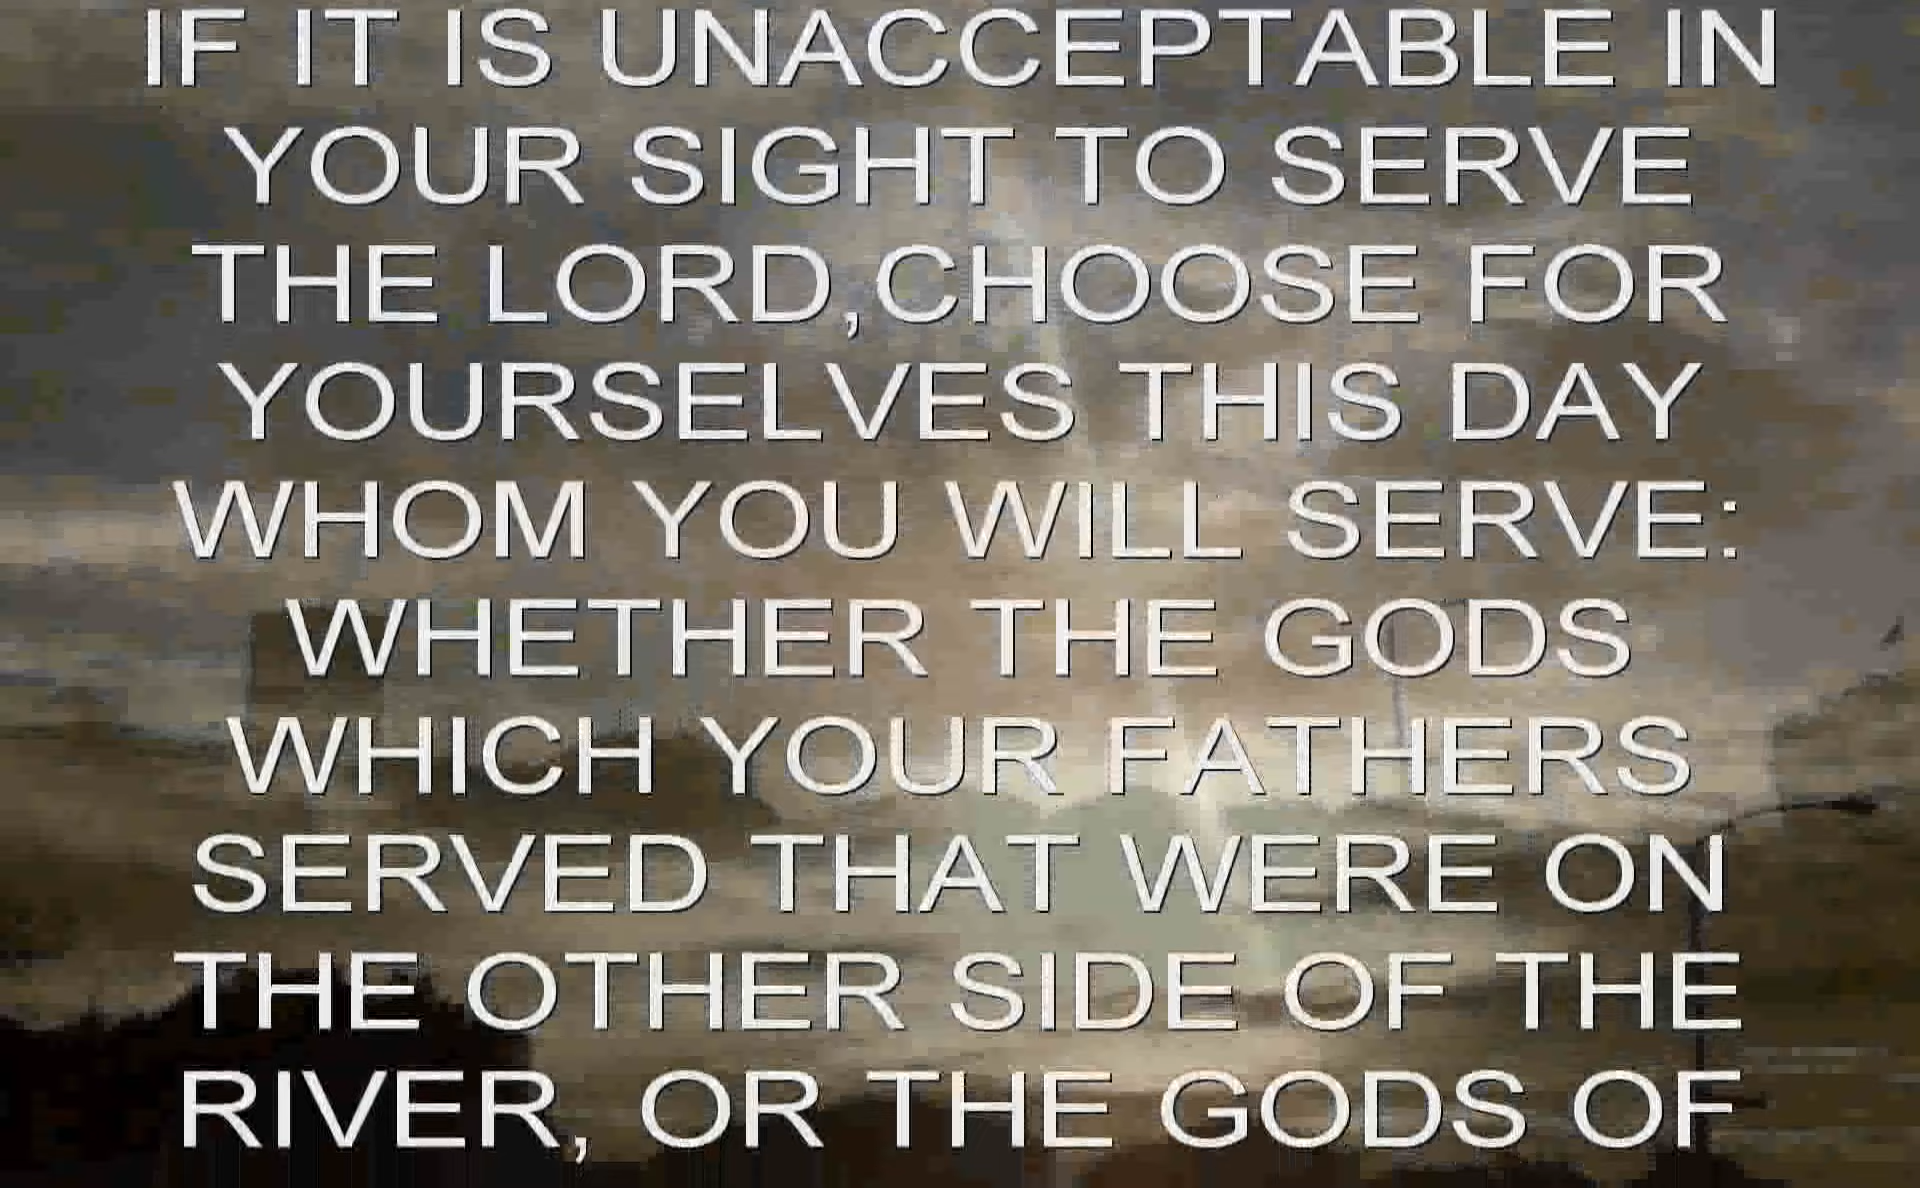 IF IT IS UNACCEPTABLE IN
YOUR SIGHT TO SERVE
THE LORD,CHOOSE FOR
YOURSELVES THIS DAY
WHOM YOU WILL SERVE:
WHETHER THE GODS
WHICH YOUR FATHERS
SERVED THAT WERE ON
THE OTHER SIDE OF THE
RIVER, OR THE GODS OF